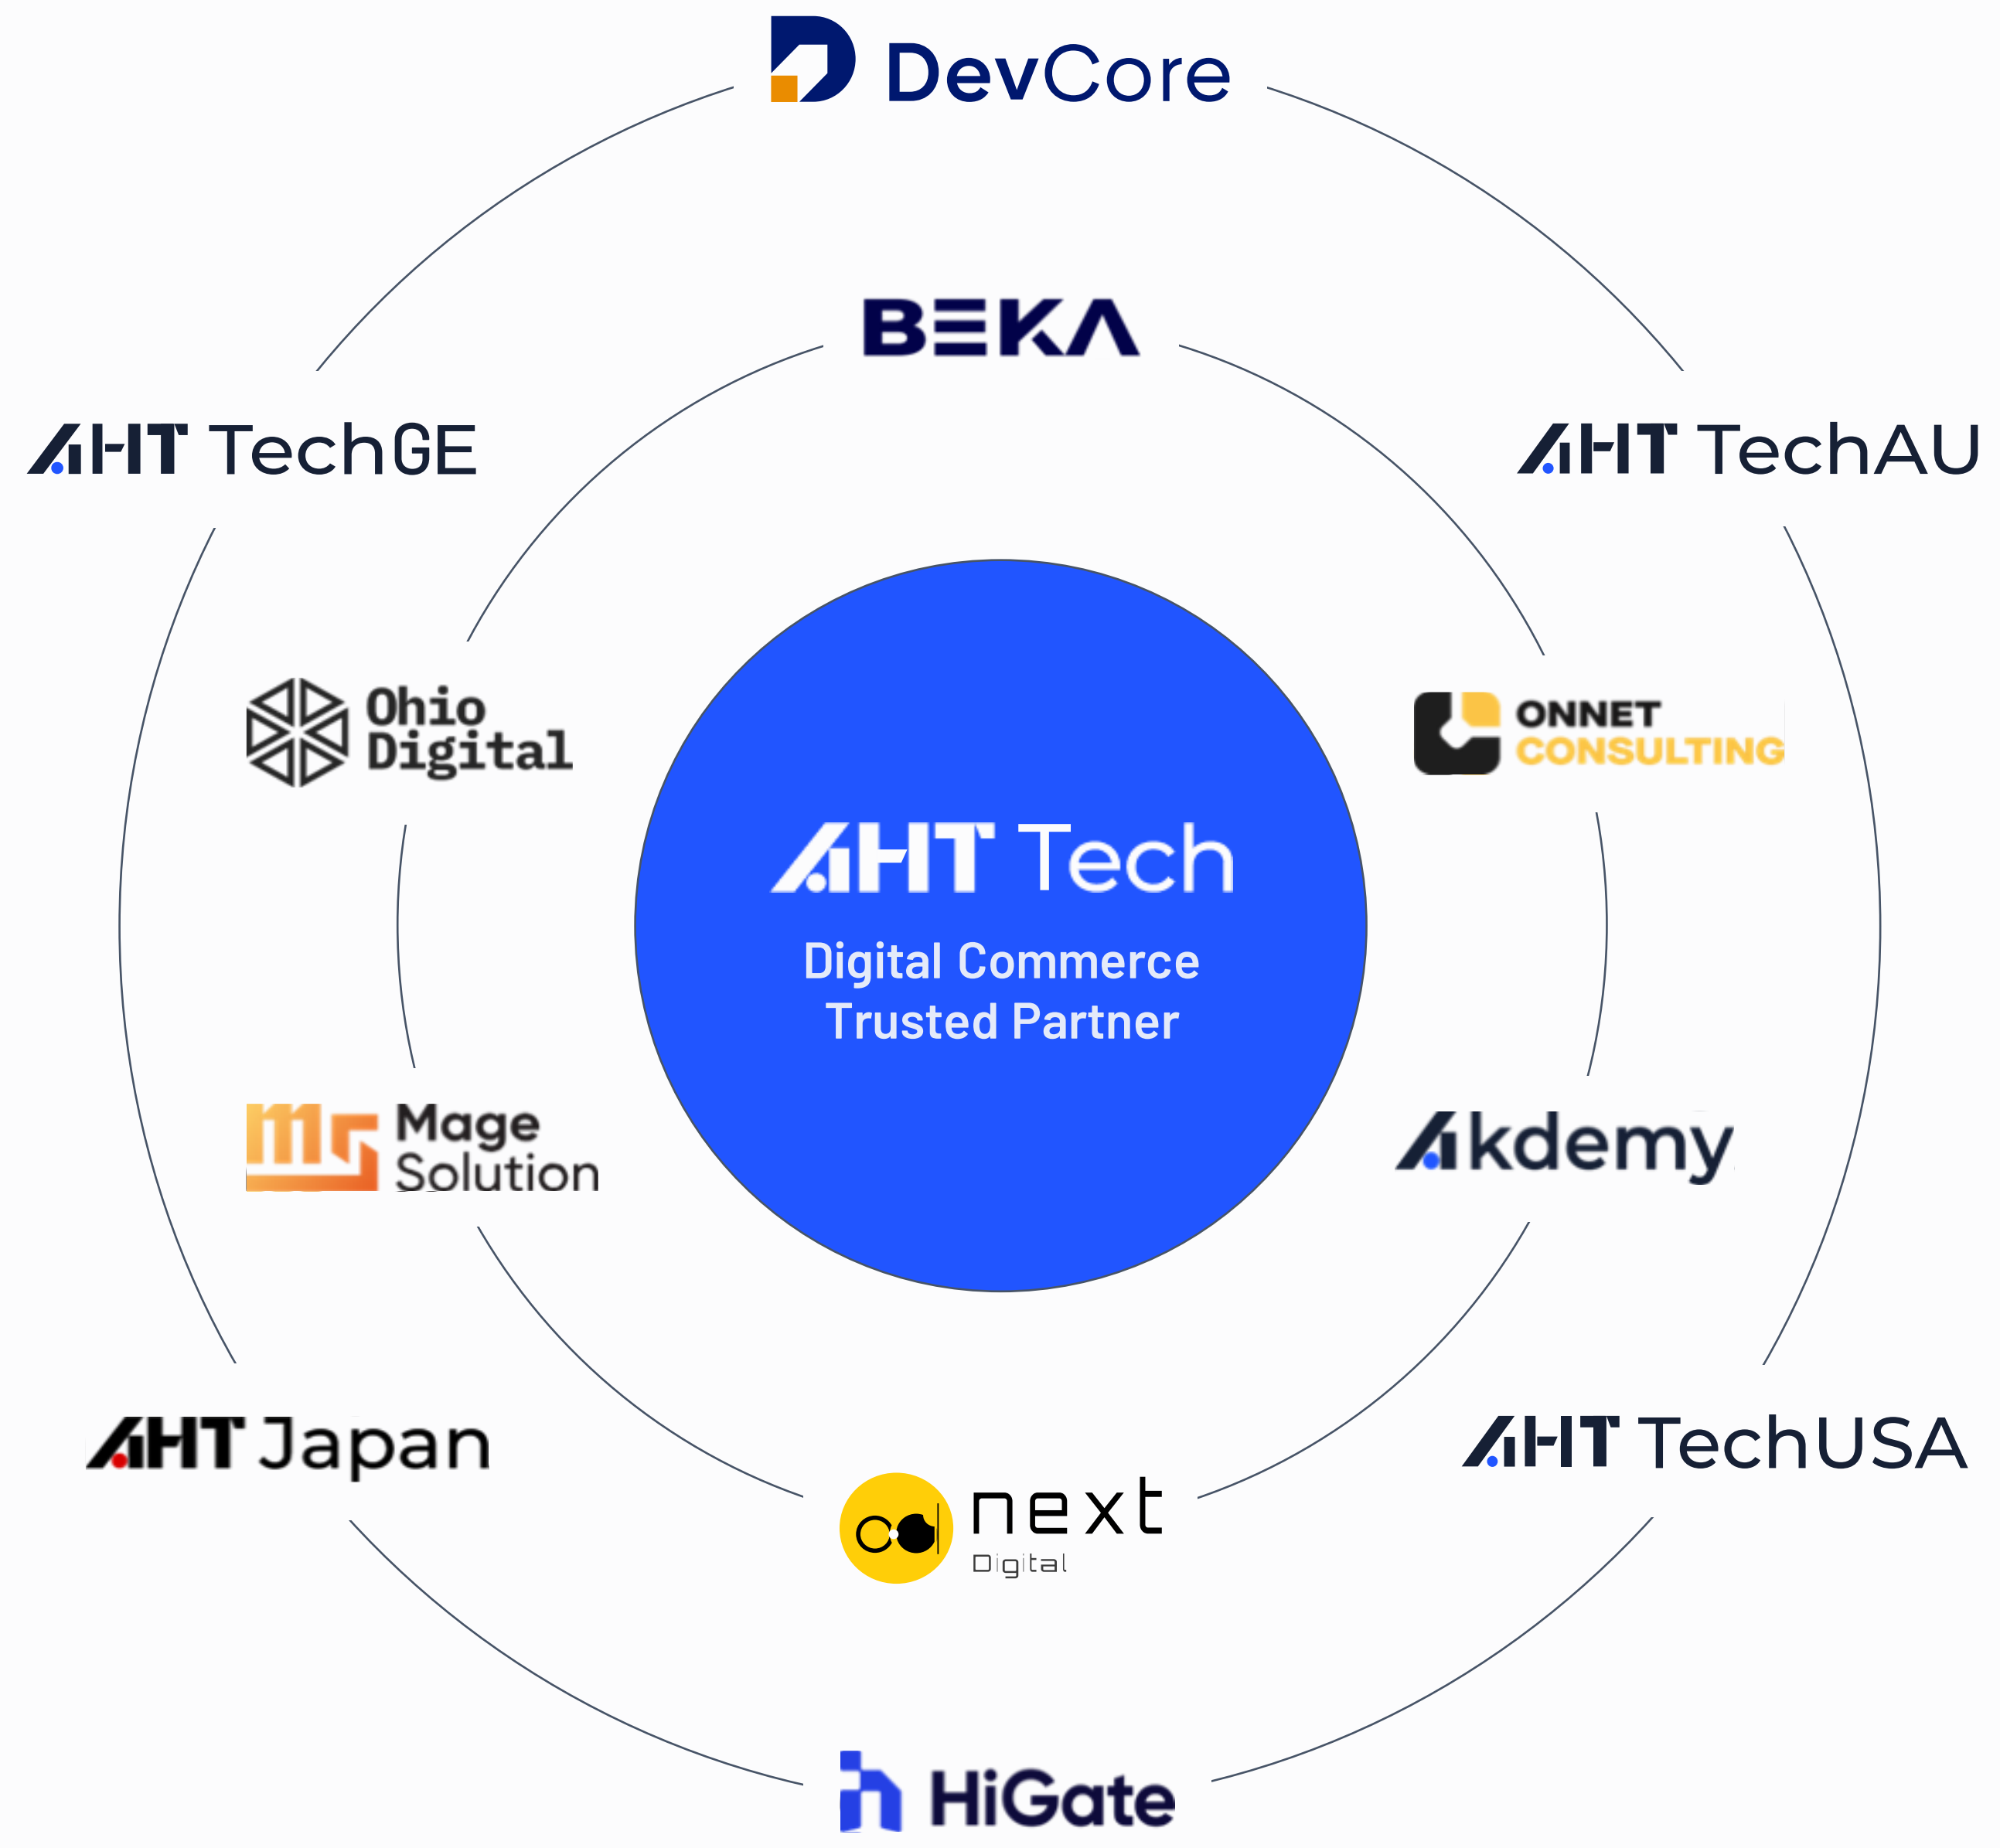 DevCore
BEKA
AHT TechGE
AHT TechAU
Ohio
Digital
ONNET
CONSULTING
AHT Tech
Digital Commerce
Trusted Partner
Mage
Solution
Akdemy
AHT Japan
AHT TechUSA
next
Digital
HiGate